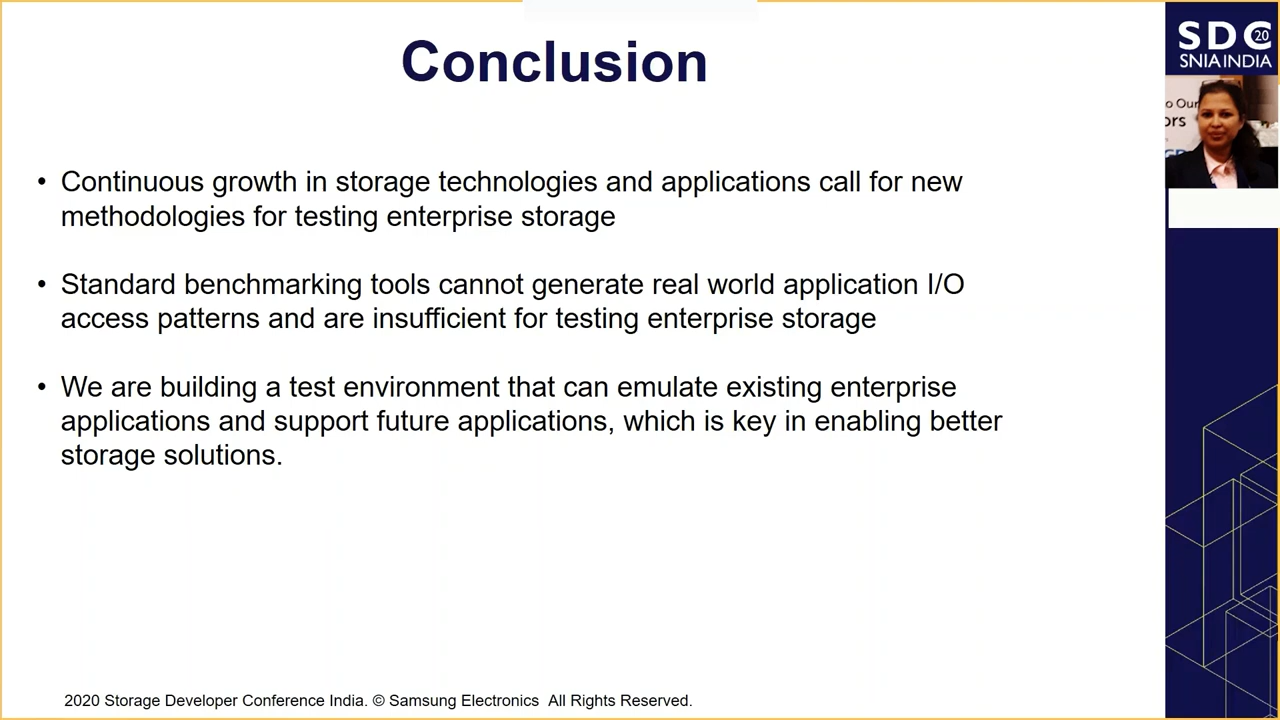 Conclusion
• Continuous growth in storage technologies and applications call for new
methodologies for testing enterprise storage
• Standard benchmarking tools cannot generate real world application I/O
access patterns and are insufficient for testing enterprise storage
• We are building a test environment that can emulate existing enterprise
applications and support future applications, which is key in enabling better
storage solutions.
2020 Storage Developer Conference India. © Samsung Electronics All Rights Reserved.
SDC 20
SNIA INDIA
o Our
ors